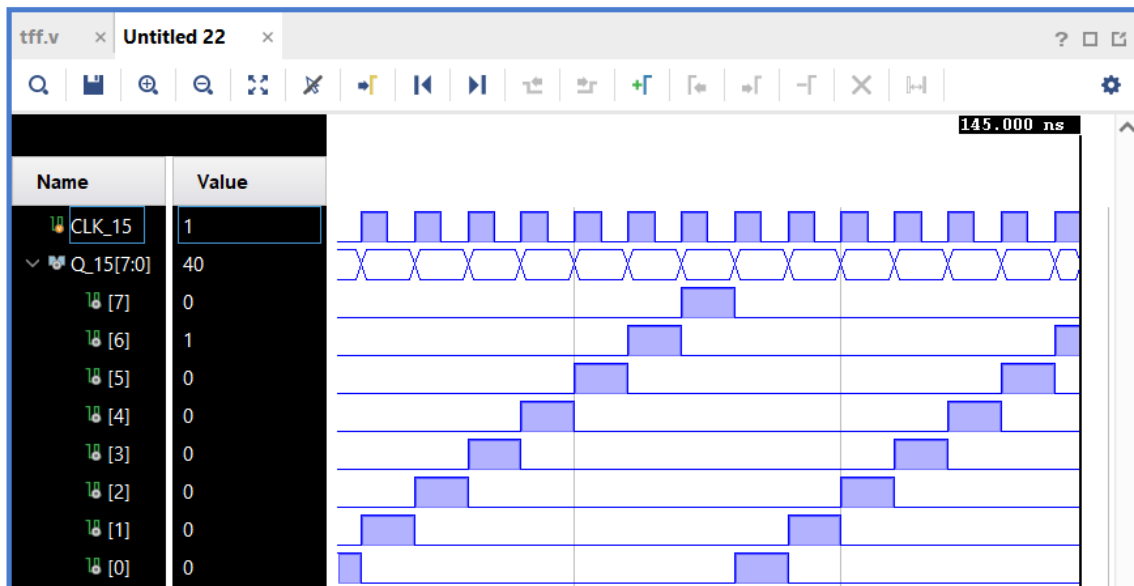 tff.v × Untitled 22 ×
?
145.000 ns
Name Value
CLK_15 1
Q_15[7:0] 40
[7] 0
[6] 1
[5] 0
[4] 0
[3] 0
[2] 0
[1] 0
[0] 0